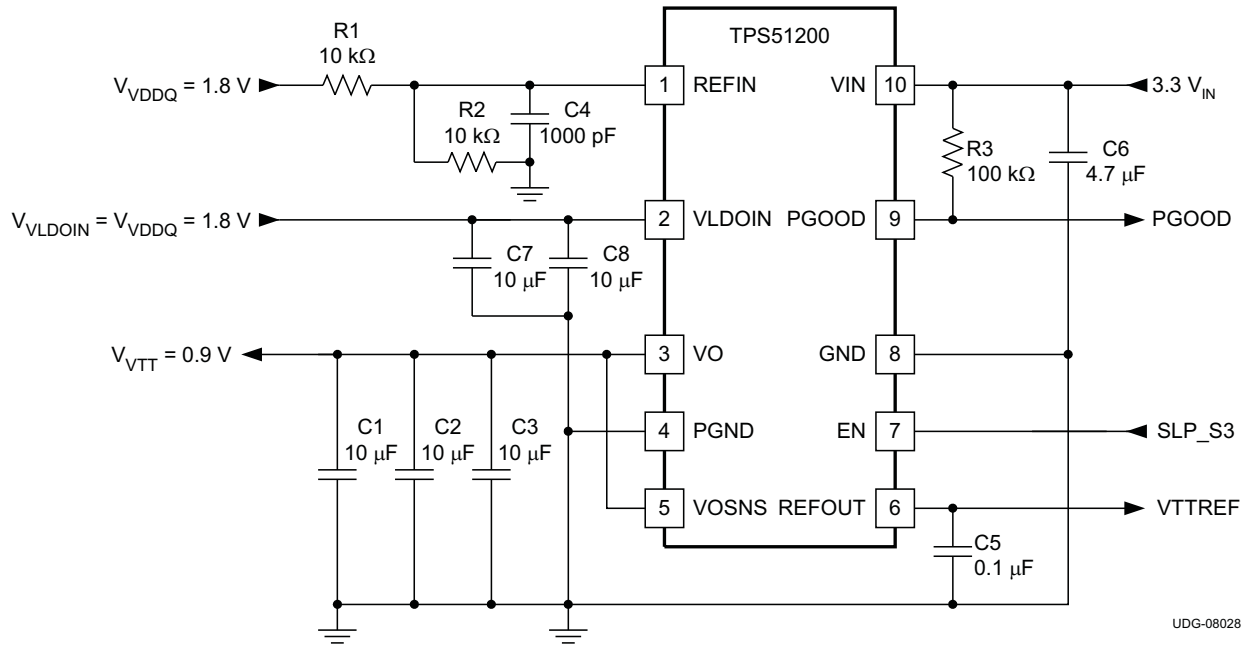 TPS51200
R1
10 kΩ
V_VDDQ = 1.8 V
1 REFIN
VIN 10
3.3 V_IN
R2
10 kΩ
C4
1000 pF
R3
100 kΩ
C6
4.7 μF
V_VLDOIN = V_VDDQ = 1.8 V
2 VLDOIN
PGOOD 9
PGOOD
C7
10 μF
C8
10 μF
V_VTT = 0.9 V
3 VO
GND 8
C1
10 μF
C2
10 μF
C3
10 μF
4 PGND
EN 7
SLP_S3
5 VOSNS
REFOUT 6
VTTREF
C5
0.1 μF
UDG-08028